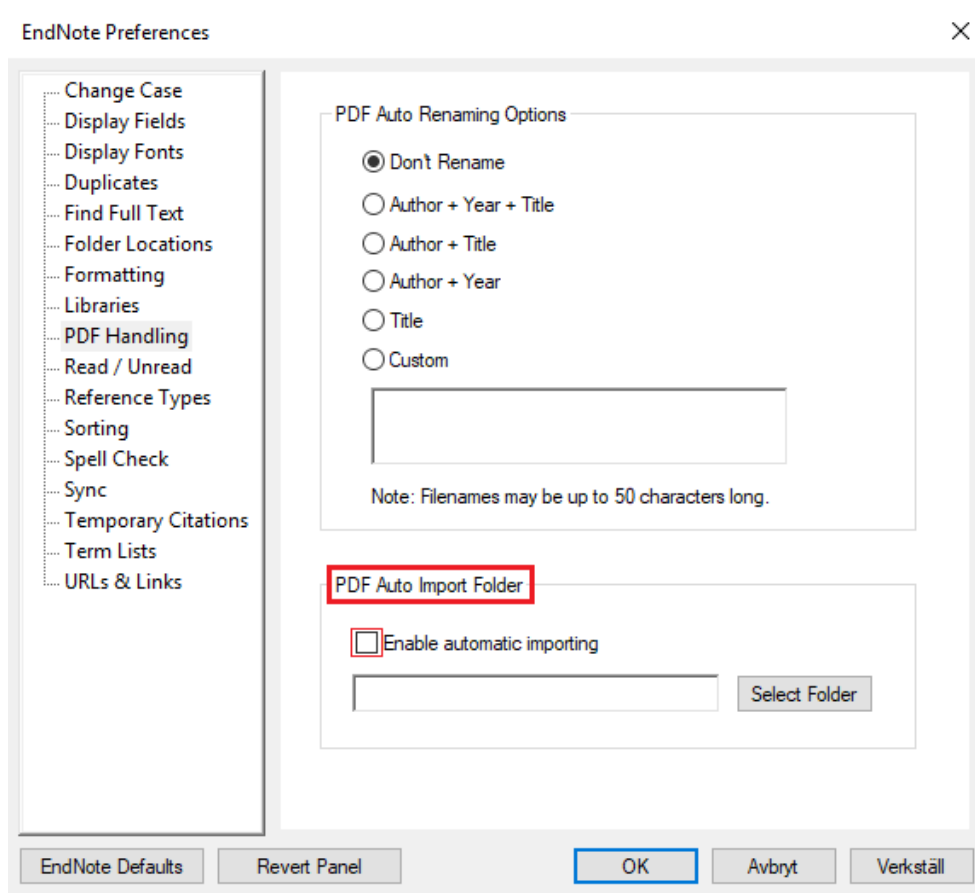 EndNote Preferences
Change Case
Display Fields
Display Fonts
Duplicates
Find Full Text
Folder Locations
Formatting
Libraries
PDF Handling
Read / Unread
Reference Types
Sorting
Spell Check
Sync
Temporary Citations
Term Lists
URLs & Links
PDF Auto Renaming Options
Don't Rename
Author + Year + Title
Author + Title
Author + Year
Title
Custom
Note: Filenames may be up to 50 characters long.
PDF Auto Import Folder
Enable automatic importing
Select Folder
EndNote Defaults
Revert Panel
OK
Avbryt
Verkställ